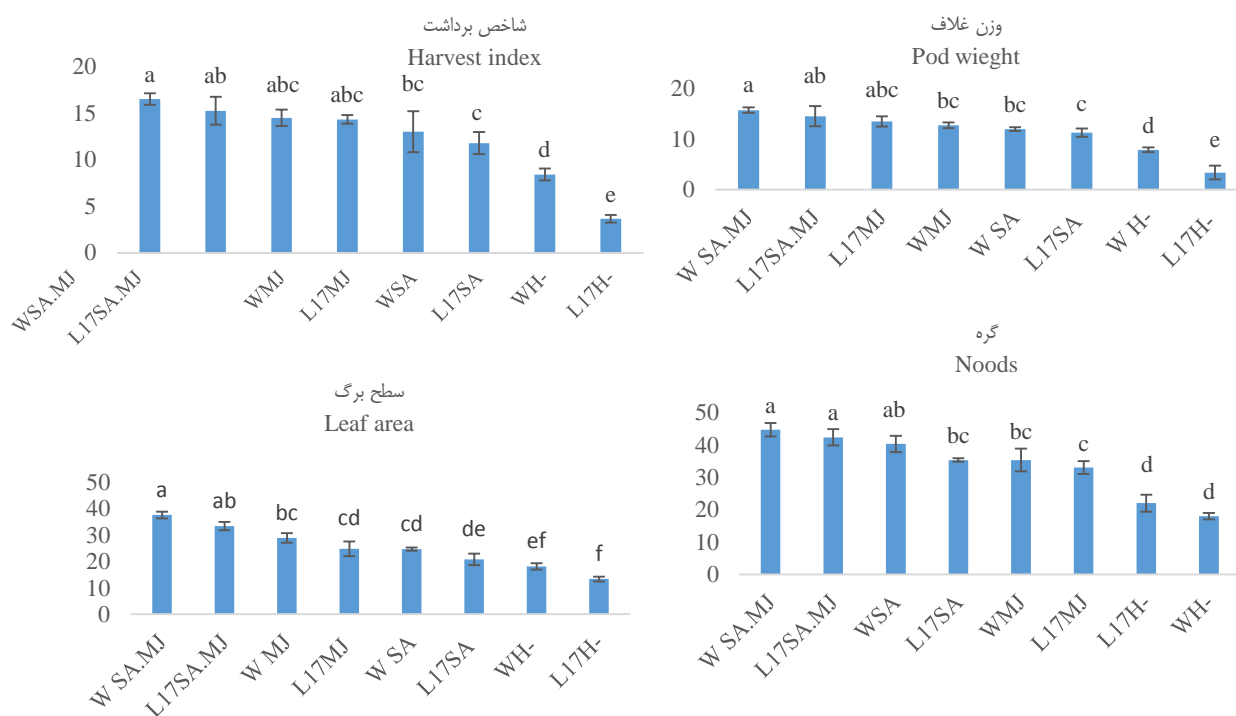 شاخص برداشت
Harvest index
20
15
10
5
0
a
ab
abc
abc
bc
c
d
e
WSA.MJ
L17SA.MJ
WMJ
L17MJ
WSA
L17SA
WH-
L17H-
وزن غلاف
Pod wieght
20
10
0
a
ab
abc
bc
bc
c
d
e
W SA.MJ
L17SA.MJ
L17MJ
WMJ
W SA
L17SA
W H-
L17H-
سطح برگ
Leaf area
50
40
30
20
10
0
a
ab
bc
cd
cd
de
ef
f
W SA.MJ
L17SA.MJ
W MJ
L17MJ
W SA
L17SA
WH-
L17H-
گره
Noods
50
40
30
20
10
0
a
a
ab
bc
bc
c
d
d
W SA.MJ
L17SA.MJ
WSA
L17SA
WMJ
L17MJ
L17H-
WH-